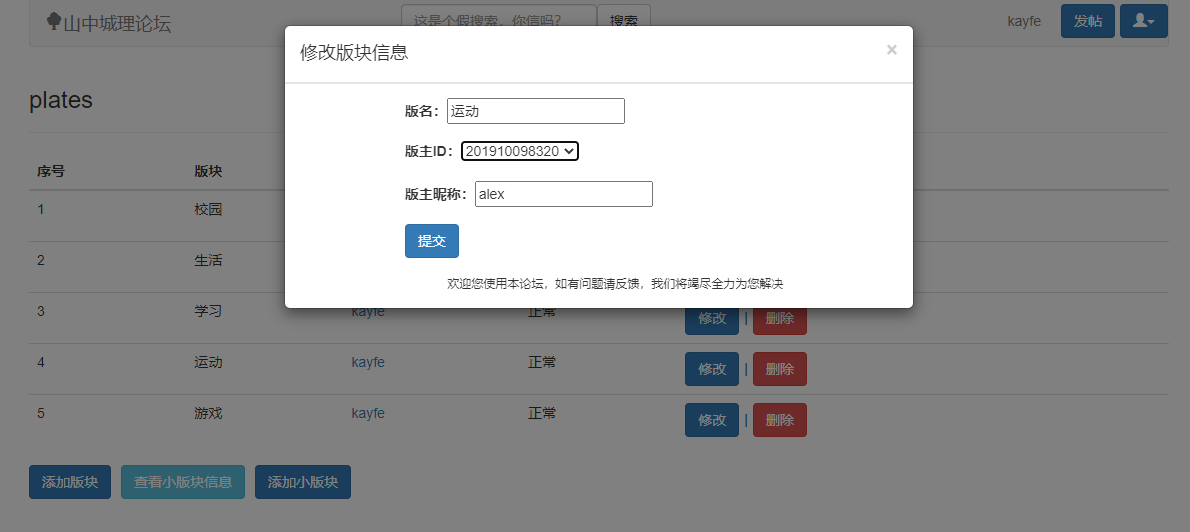 山中城理论坛
这是个假搜索，你信吗？ 搜索
kayfe 发帖
修改版块信息 ×
版名： 运动
版主ID： 201910098320
版主昵称： alex
提交
欢迎您使用本论坛，如有问题请反馈，我们将竭尽全力为您解决
plates
序号 版块
1 校园
2 生活
3 学习 kayfe 正常 修改 | 删除
4 运动 kayfe 正常 修改 | 删除
5 游戏 kayfe 正常 修改 | 删除
添加版块 查看小版块信息 添加小版块